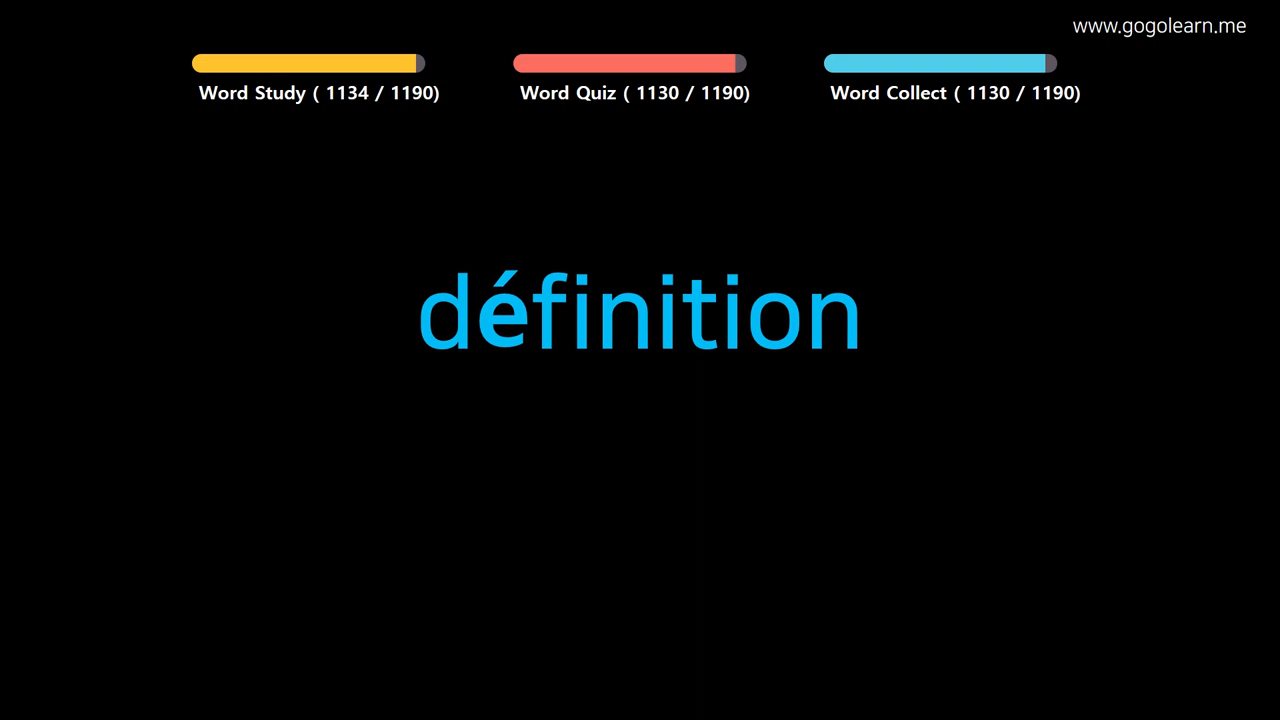 www.gogolearn.me
Word Study ( 1134 / 1190)
Word Quiz ( 1130 / 1190)
Word Collect ( 1130 / 1190)
définition